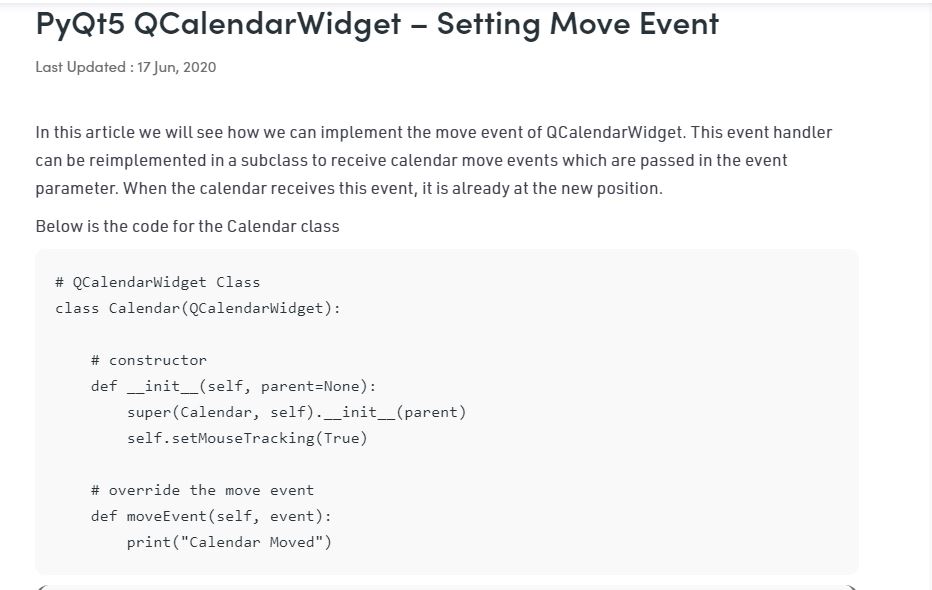 PyQt5 QCalendarWidget – Setting Move Event
Last Updated : 17 Jun, 2020
In this article we will see how we can implement the move event of QCalendarWidget. This event handler
can be reimplemented in a subclass to receive calendar move events which are passed in the event
parameter. When the calendar receives this event, it is already at the new position.
Below is the code for the Calendar class
# QCalendarWidget Class
class Calendar(QCalendarWidget):
    # constructor
    def __init__(self, parent=None):
        super(Calendar, self).__init__(parent)
        self.setMouseTracking(True)
    # override the move event
    def moveEvent(self, event):
        print("Calendar Moved")